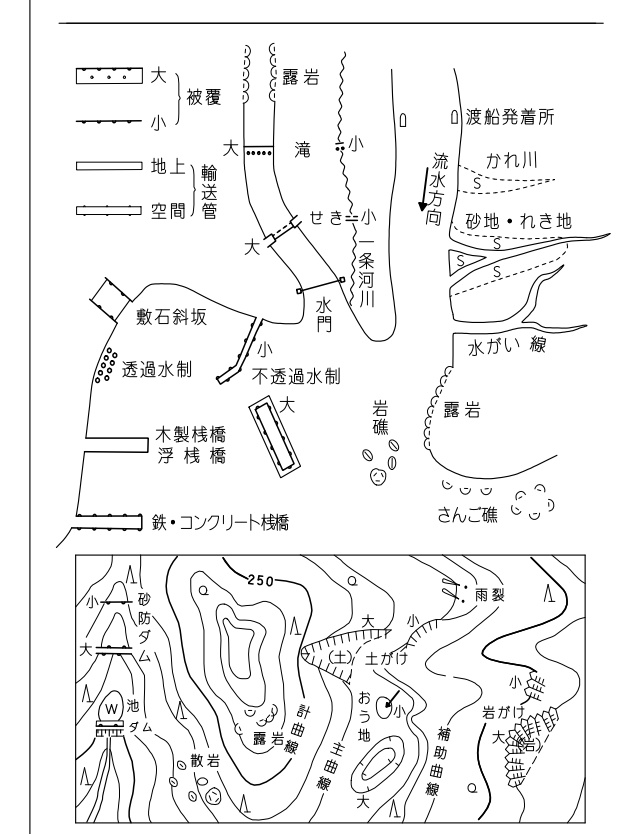 大
小
被覆
地上
空間
輸送管
露岩
大
滝
小
せき
小
大
一条河川
水門
渡船発着所
流水方向
かれ川
S
砂地・れき地
S
S
S
水がい線
敷石斜坂
透過水制
小
不透過水制
大
岩礁
露岩
木製桟橋
浮桟橋
さんご礁
鉄・コンクリート桟橋
小
砂防ダム
大
W
池
ダム
250
散岩
露岩
計曲線
主曲線
大
小
(土)
土がけ
おう地
小
大
補助曲線
雨裂
小
岩がけ
大
(岩)